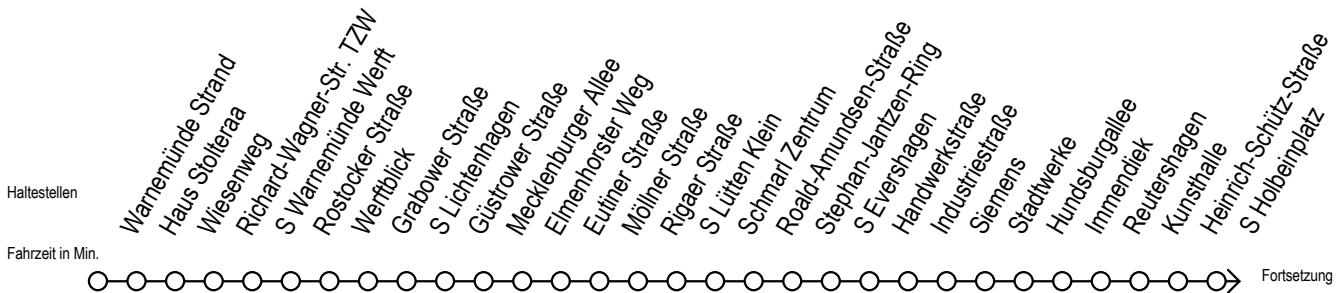 Warnemünde Strand
Haus Stolteraa
Wiesenweg
Richard-Wagner-Str. TZW
S Warnemünde Werft
Rostocker Straße
Werftblick
Grabower Straße
S Lichtenhagen
Güstrower Straße
Mecklenburger Allee
Elmenhorster Weg
Eutiner Straße
Möllner Straße
Rigaer Straße
S Lütten Klein
Schmarl Zentrum
Roald-Amundsen-Straße
Stephan-Jantzen-Ring
S Evershagen
Handwerkstraße
Industriestraße
Siemens
Stadtwerke
Hundsburgallee
Immendiek
Reutershagen
Kunsthalle
Heinrich-Schütz-Straße
S Holbeinplatz
Haltestellen
Fahrzeit in Min.
Fortsetzung